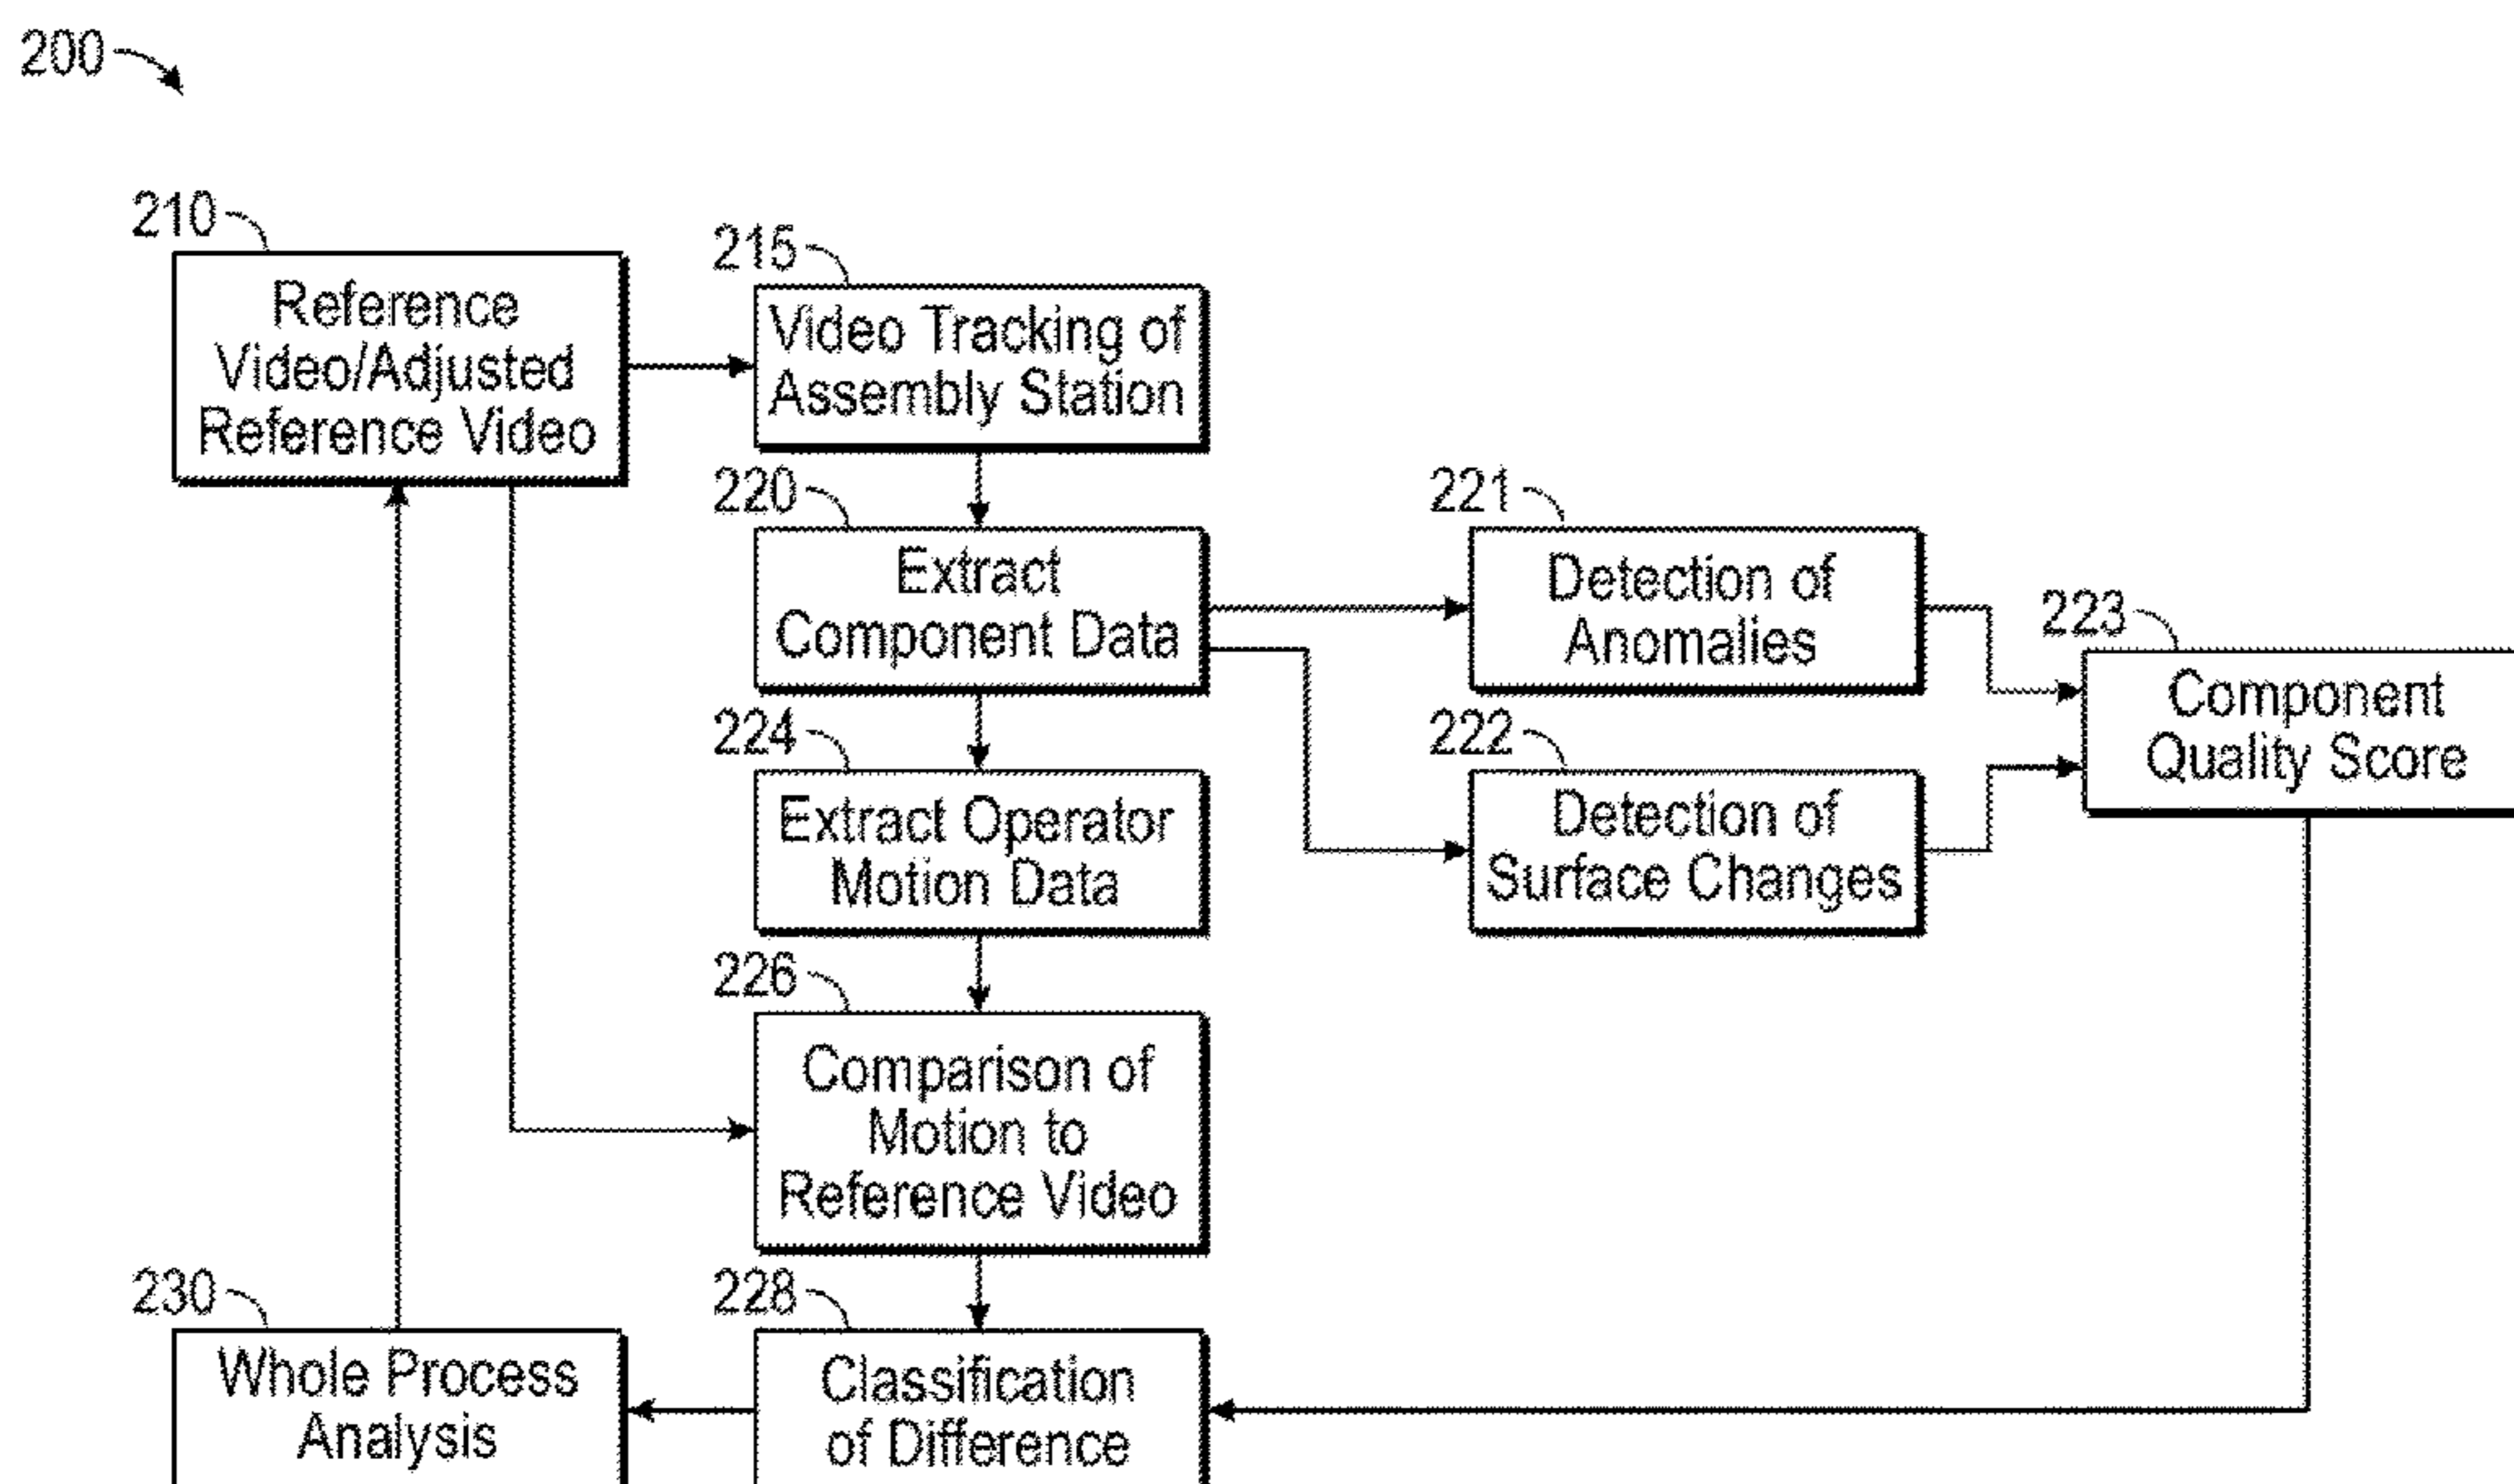 200
210
Reference
Video/Adjusted
Reference Video
215
Video Tracking of
Assembly Station
220
Extract
Component Data
221
Detection of
Anomalies
222
Detection of
Surface Changes
223
Component
Quality Score
224
Extract Operator
Motion Data
226
Comparison of
Motion to
Reference Video
228
Classification
of Difference
230
Whole Process
Analysis